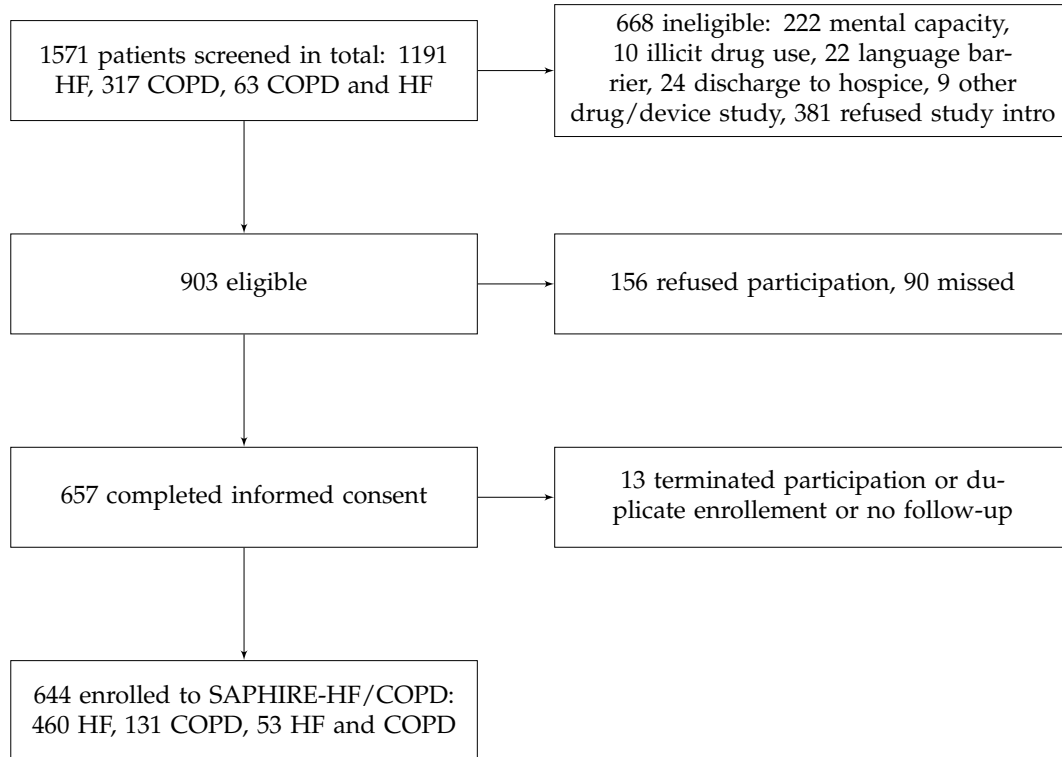 1571 patients screened in total: 1191
HF, 317 COPD, 63 COPD and HF
668 ineligible: 222 mental capacity,
10 illicit drug use, 22 language bar-
rier, 24 discharge to hospice, 9 other
drug/device study, 381 refused study intro
903 eligible
156 refused participation, 90 missed
657 completed informed consent
13 terminated participation or du-
plicate enrollement or no follow-up
644 enrolled to SAPHIRE-HF/COPD:
460 HF, 131 COPD, 53 HF and COPD